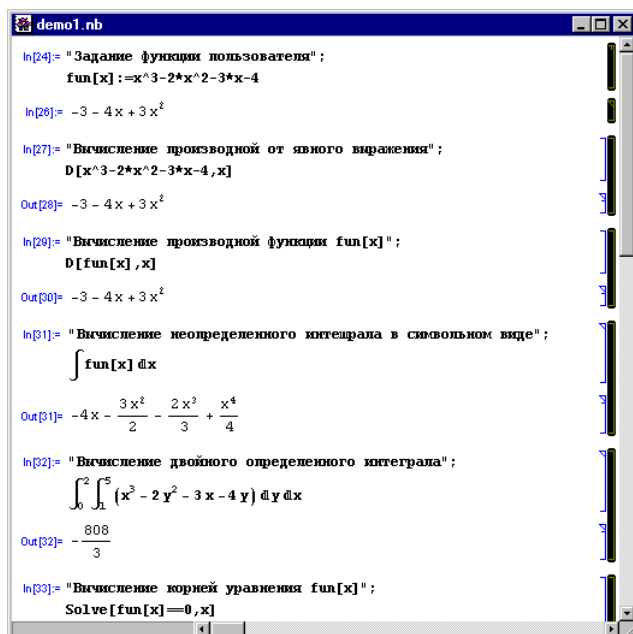 demo1.nb
In[24]:= "Задание функции пользователя";
fun[x]:=x^3-2*x^2-3*x-4
In[26]:= -3 - 4 x + 3 x²
In[27]:= "Вычисление производной от явного выражения";
D[x^3-2*x^2-3*x-4,x]
Out[28]= -3 - 4 x + 3 x²
In[29]:= "Вычисление производной функции fun[x]";
D[fun[x],x]
Out[30]= -3 - 4 x + 3 x²
In[31]:= "Вычисление неопределенного интешрала в символьном виде";
∫fun[x] ⅆx
Out[31]= -4 x - 3 x²/2 - 2 x³/3 + x⁴/4
In[32]:= "Вычисление двойного определенного интеграла";
∫₀²∫₁⁵(x³ - 2 y² - 3 x - 4 y) ⅆy ⅆx
Out[32]= -808/3
In[33]:= "Вычисление корней уравнения fun[x]";
Solve[fun[x]==0,x]